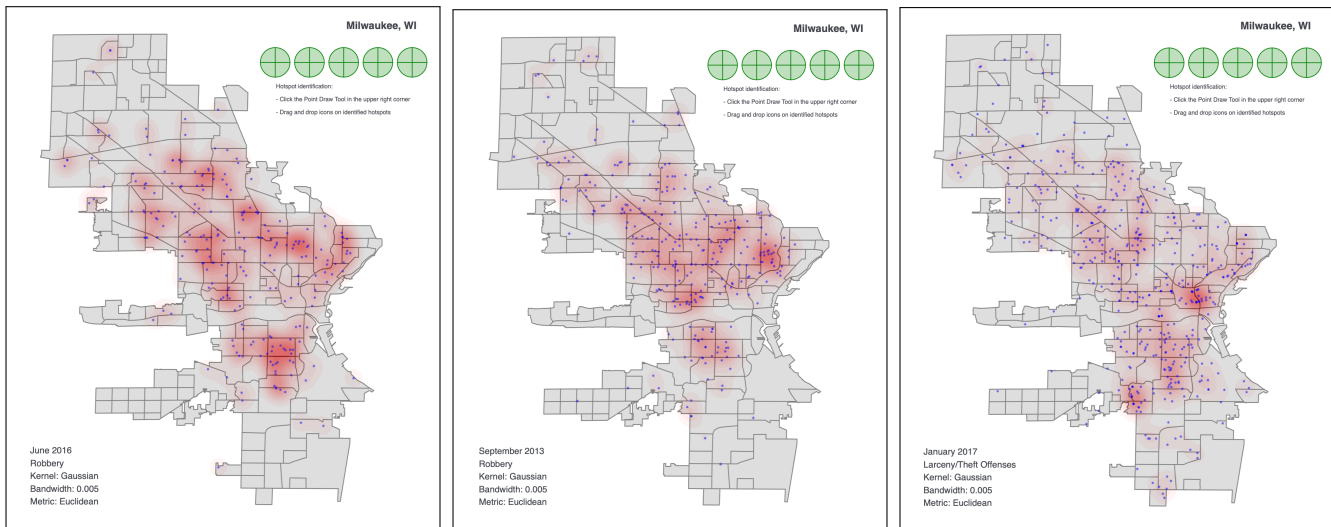 Milwaukee, WI
Hotspot identification:
- Click the Point Draw Tool in the upper right corner
- Drag and drop icons on identified hotspots
June 2016
Robbery
Kernel: Gaussian
Bandwidth: 0.005
Metric: Euclidean
Milwaukee, WI
Hotspot identification:
- Click the Point Draw Tool in the upper right corner
- Drag and drop icons on identified hotspots
September 2013
Robbery
Kernel: Gaussian
Bandwidth: 0.005
Metric: Euclidean
Milwaukee, WI
Hotspot identification:
- Click the Point Draw Tool in the upper right corner
- Drag and drop icons on identified hotspots
January 2017
Larceny/Theft Offenses
Kernel: Gaussian
Bandwidth: 0.005
Metric: Euclidean